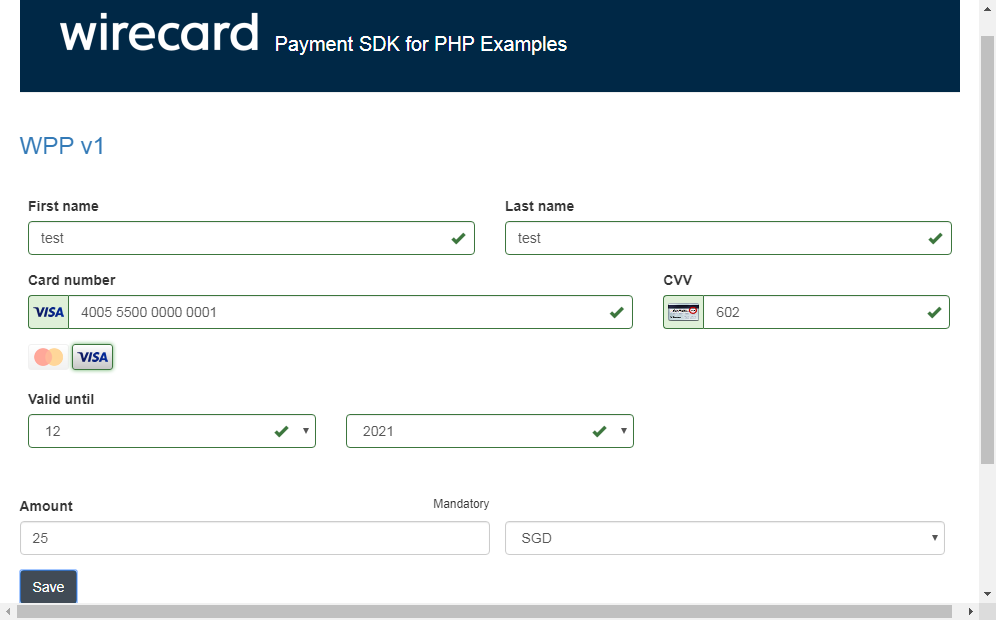 wirecard Payment SDK for PHP Examples
WPP v1
First name Last name
test test
Card number CVV
VISA 4005 5500 0000 0001 602
VISA
Valid until
12 2021
Amount Mandatory
25 SGD
Save